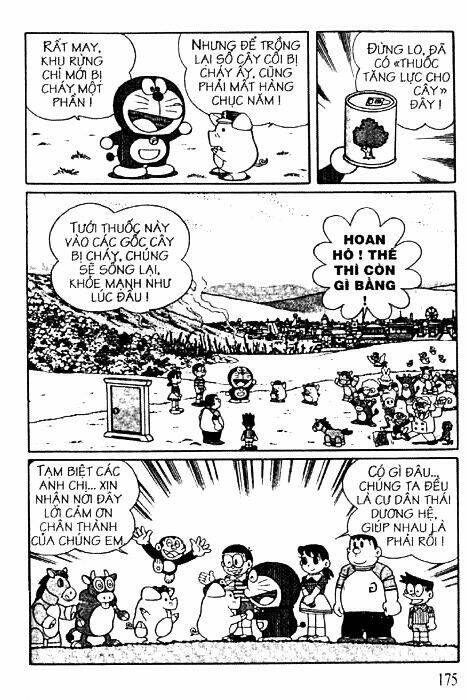 RẤT MAY,
KHU RỪNG
CHỈ MỚI BỊ
CHÁY MỘT
PHẦN !
NHƯNG ĐỂ TRỒNG
LẠI SỐ CÂY CỐI BỊ
CHÁY ẤY, CŨNG
PHẢI MẤT HÀNG
CHỤC NĂM !
ĐỪNG LO, ĐÃ
CÓ «THUỐC
TĂNG LỰC CHO
CÂY»
ĐÂY !
TƯỚI THUỐC NÀY
VÀO CÁC GỐC CÂY
BỊ CHÁY, CHÚNG
SẼ SỐNG LẠI,
KHỎE MẠNH NHƯ
LÚC ĐẦU !
HOAN
HÔ ! THẾ
THÌ CÒN
GÌ BẰNG
!
TẠM BIỆT CÁC
ANH CHỊ... XIN
NHẬN NƠI ĐÂY
LỜI CẢM ƠN
CHÂN THÀNH
CỦA CHÚNG EM
CÓ GÌ ĐÂU...
CHÚNG TA ĐỀU
LÀ CƯ DÂN THÁI
DƯƠNG HỆ,
GIÚP NHAU LÀ
PHẢI RỒI !
175